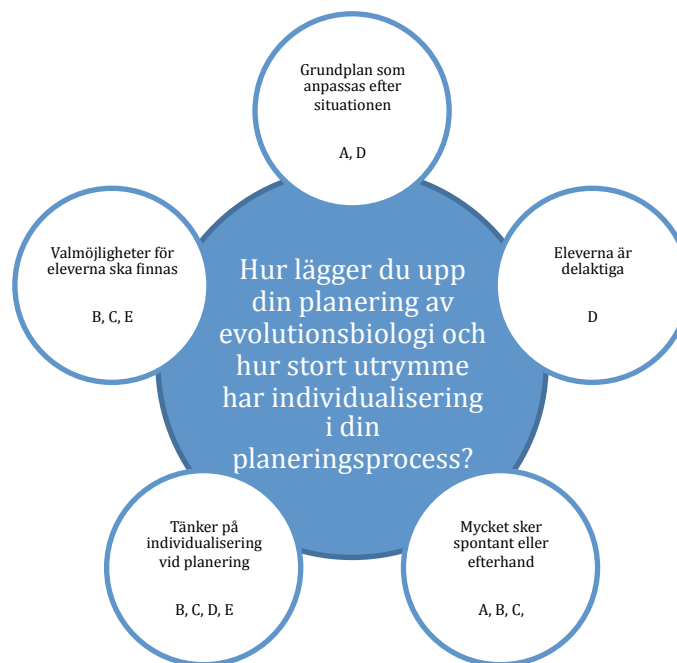 Grundplan som
anpassas efter
situationen
A, D
Valmöjligheter för
eleverna ska finnas
B, C, E
Eleverna är
delaktiga
D
Hur lägger du upp
din planering av
evolutionsbiologi och
hur stort utrymme
har individualisering
i din
planeringsprocess?
Tänker på
individualisering
vid planering
B, C, D, E
Mycket sker
spontant eller
efterhand
A, B, C,